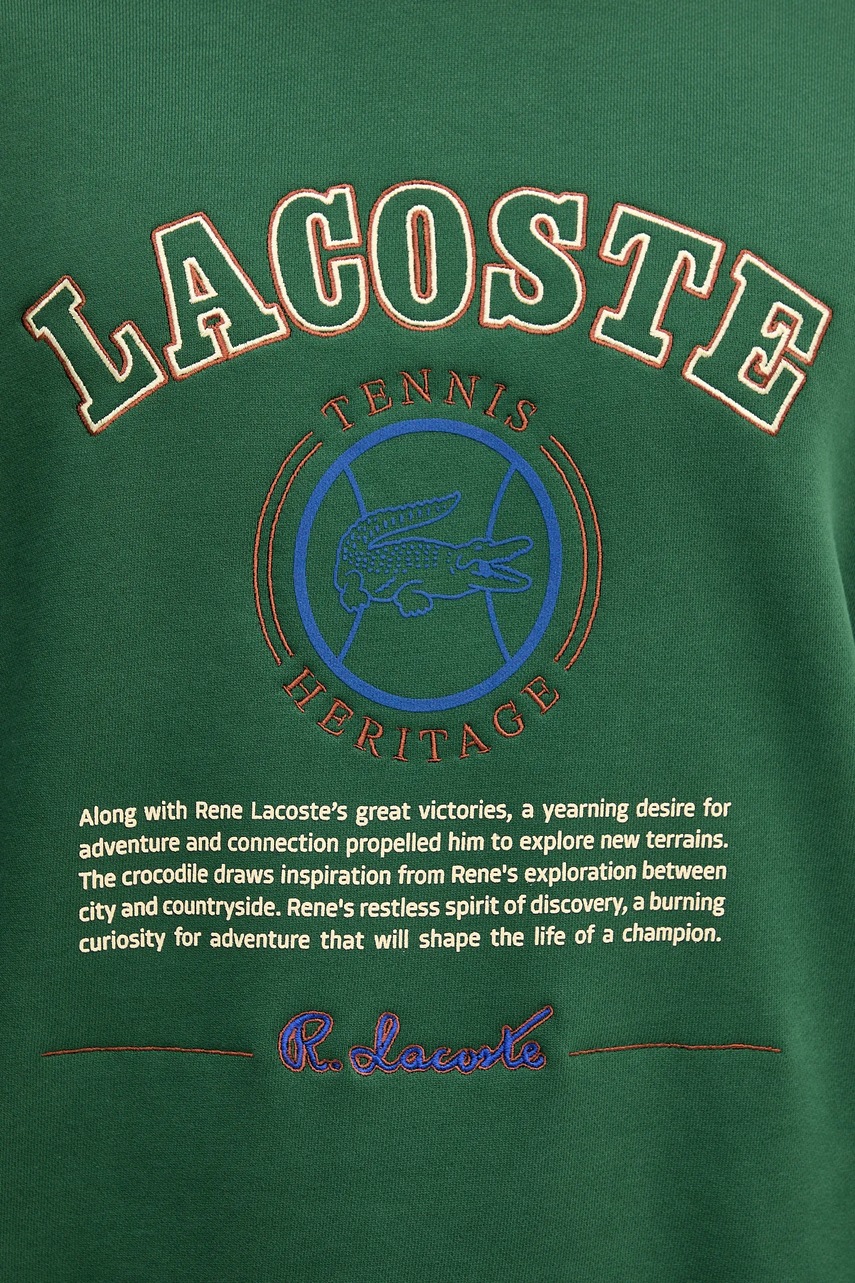 LACOSTE
TENNIS
HERITAGE
Along with Rene Lacoste's great victories, a yearning desire for
adventure and connection propelled him to explore new terrains.
The crocodile draws inspiration from Rene's exploration between
city and countryside. Rene's restless spirit of discovery, a burning
curiosity for adventure that will shape the life of a champion.
R. Lacoste